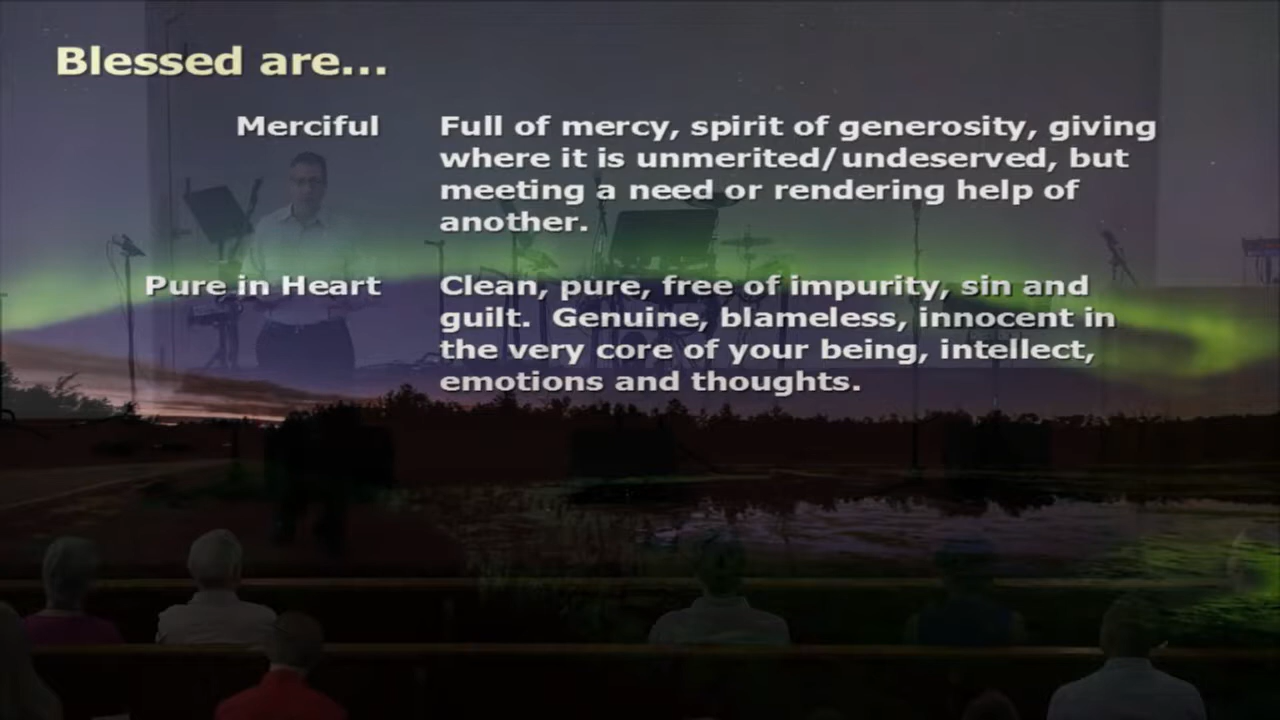 Blessed are...
Merciful Full of mercy, spirit of generosity, giving
where it is unmerited/undeserved, but
meeting a need or rendering help of
another.
Pure in Heart Clean, pure, free of impurity, sin and
guilt. Genuine, blameless, innocent in
the very core of your being, intellect,
emotions and thoughts.